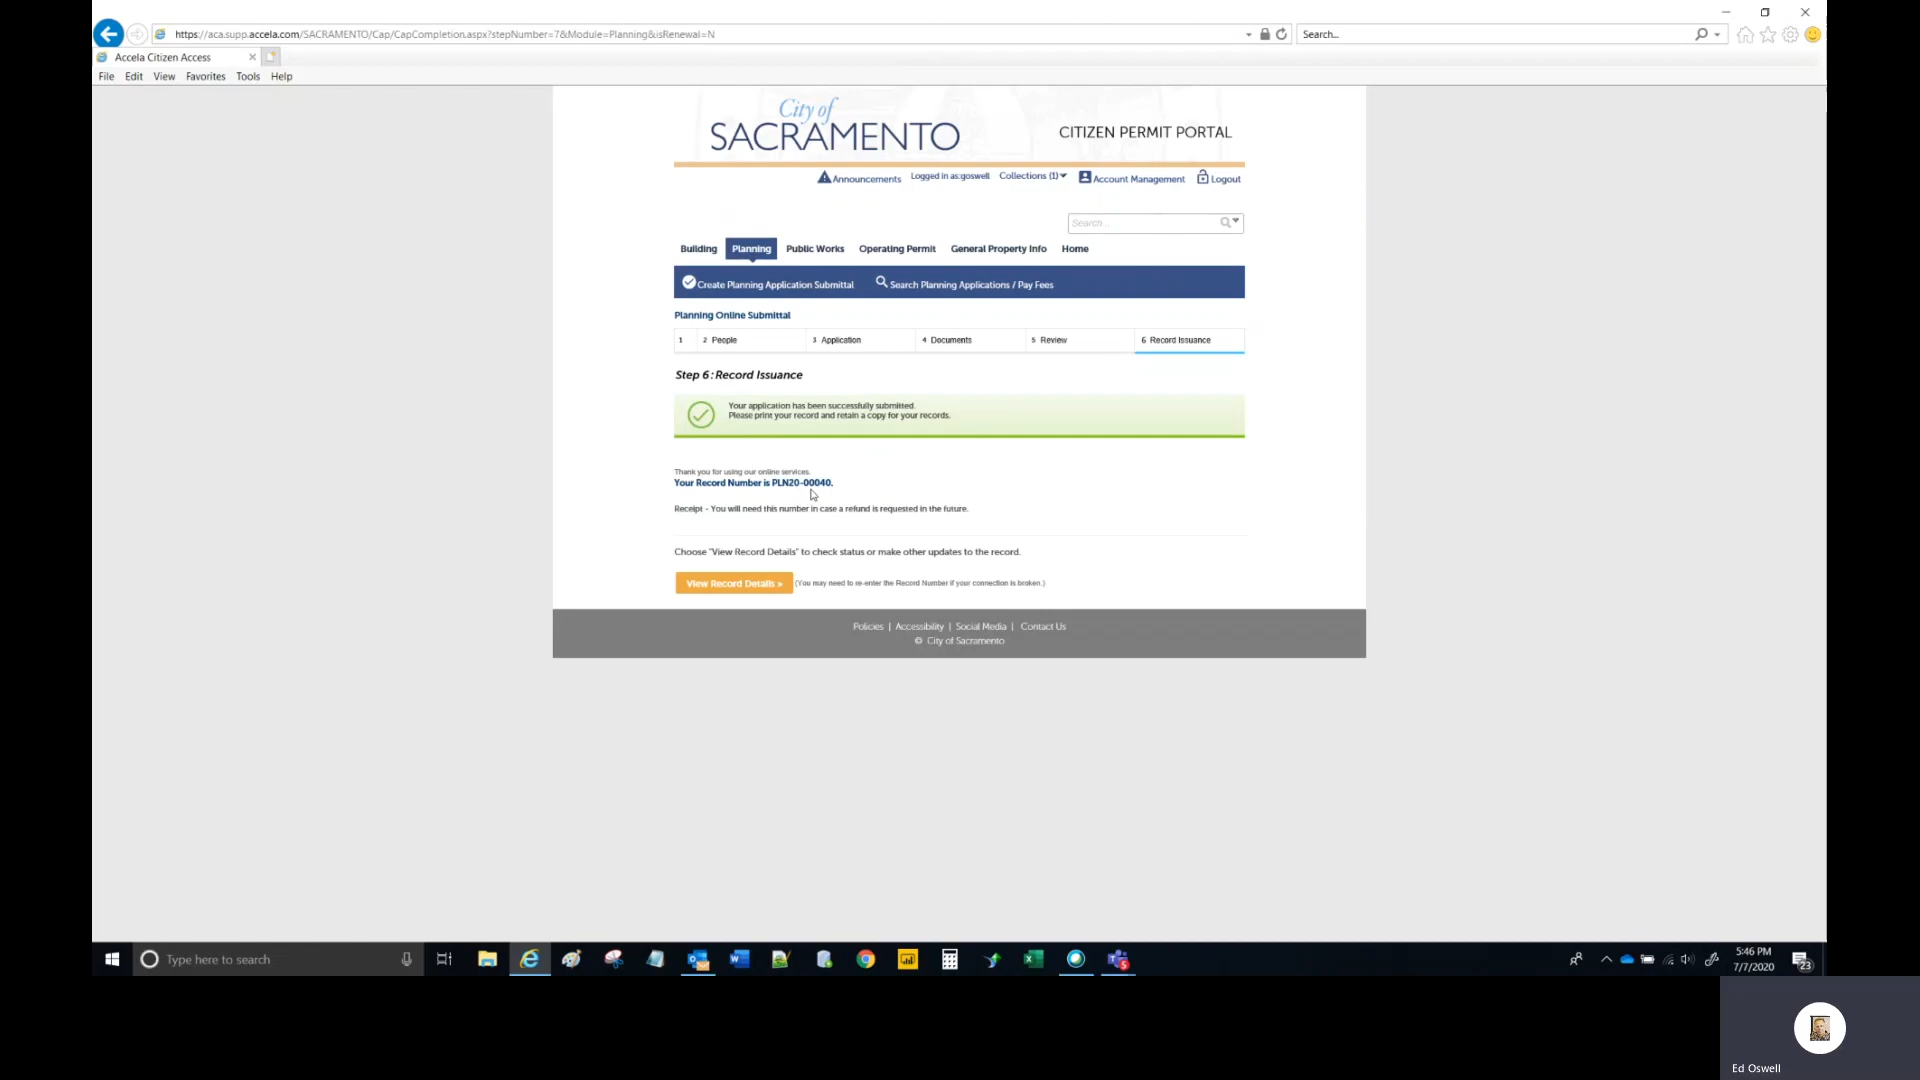 https://aca.supp.accela.com/SACRAMENTO/Cap/CapCompletion.aspx?stepNumber=7&Module=Planning&isRenewal=N
Search...
Accela Citizen Access
File Edit View Favorites Tools Help
City of
SACRAMENTO
CITIZEN PERMIT PORTAL
Announcements Logged in as:goswell Collections (1) Account Management Logout
Search...
Building Planning Public Works Operating Permit General Property Info Home
Create Planning Application Submittal Search Planning Applications / Pay Fees
Planning Online Submittal
1 2 People 3 Application 4 Documents 5 Review 6 Record Issuance
Step 6: Record Issuance
Your application has been successfully submitted.
Please print your record and retain a copy for your records.
Thank you for using our online services.
Your Record Number is PLN20-00040.
Receipt - You will need this number in case a refund is requested in the future.
Choose "View Record Details" to check status or make other updates to the record.
View Record Details » (You may need to re-enter the Record Number if your connection is broken.)
Policies | Accessibility | Social Media | Contact Us
© City of Sacramento
Type here to search
5:46 PM
7/7/2020
23
Ed Oswell